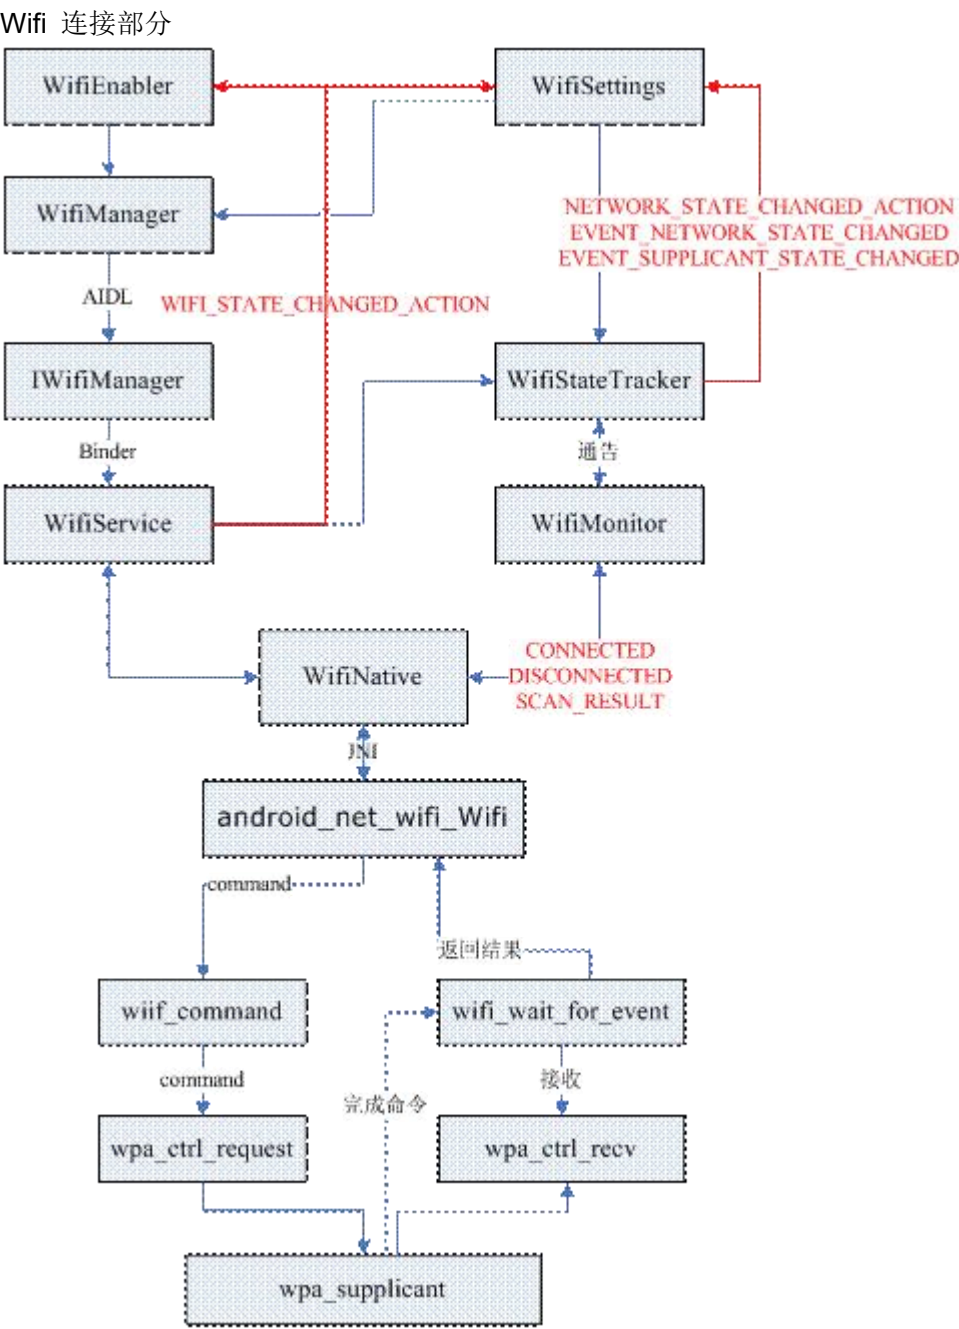 Wifi 连接部分
WifiEnabler
WifiSettings
WifiManager
NETWORK_STATE_CHANGED_ACTION
EVENT_NETWORK_STATE_CHANGED
EVENT_SUPPLICANT_STATE_CHANGED
AIDL
WIFI_STATE_CHANGED_ACTION
IWifiManager
WifiStateTracker
Binder
通告
WifiService
WifiMonitor
CONNECTED
DISCONNECTED
SCAN_RESULT
WifiNative
JNI
android_net_wifi_Wifi
command
返回结果
wiif_command
wifi_wait_for_event
command
接收
完成命令
wpa_ctrl_request
wpa_ctrl_recv
wpa_supplicant